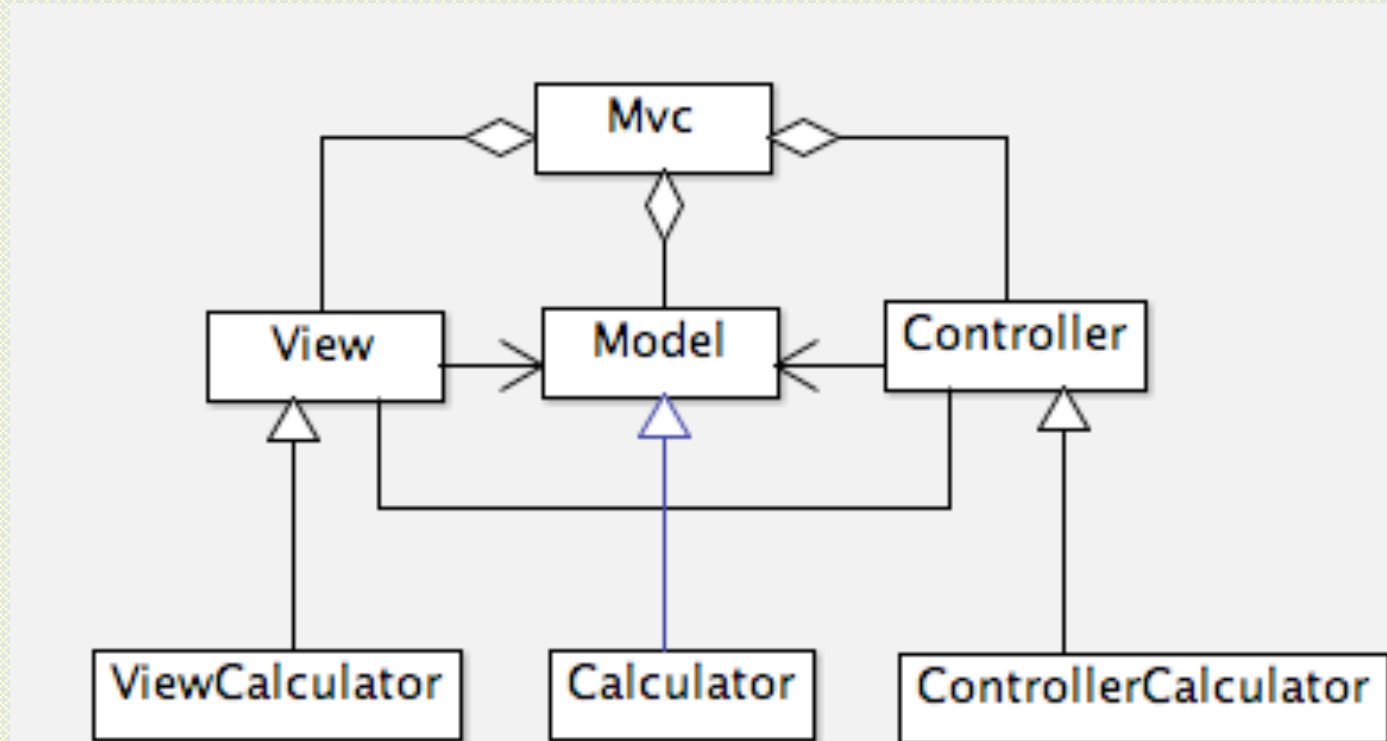 Mvc
View
Model
Controller
ViewCalculator
Calculator
ControllerCalculator